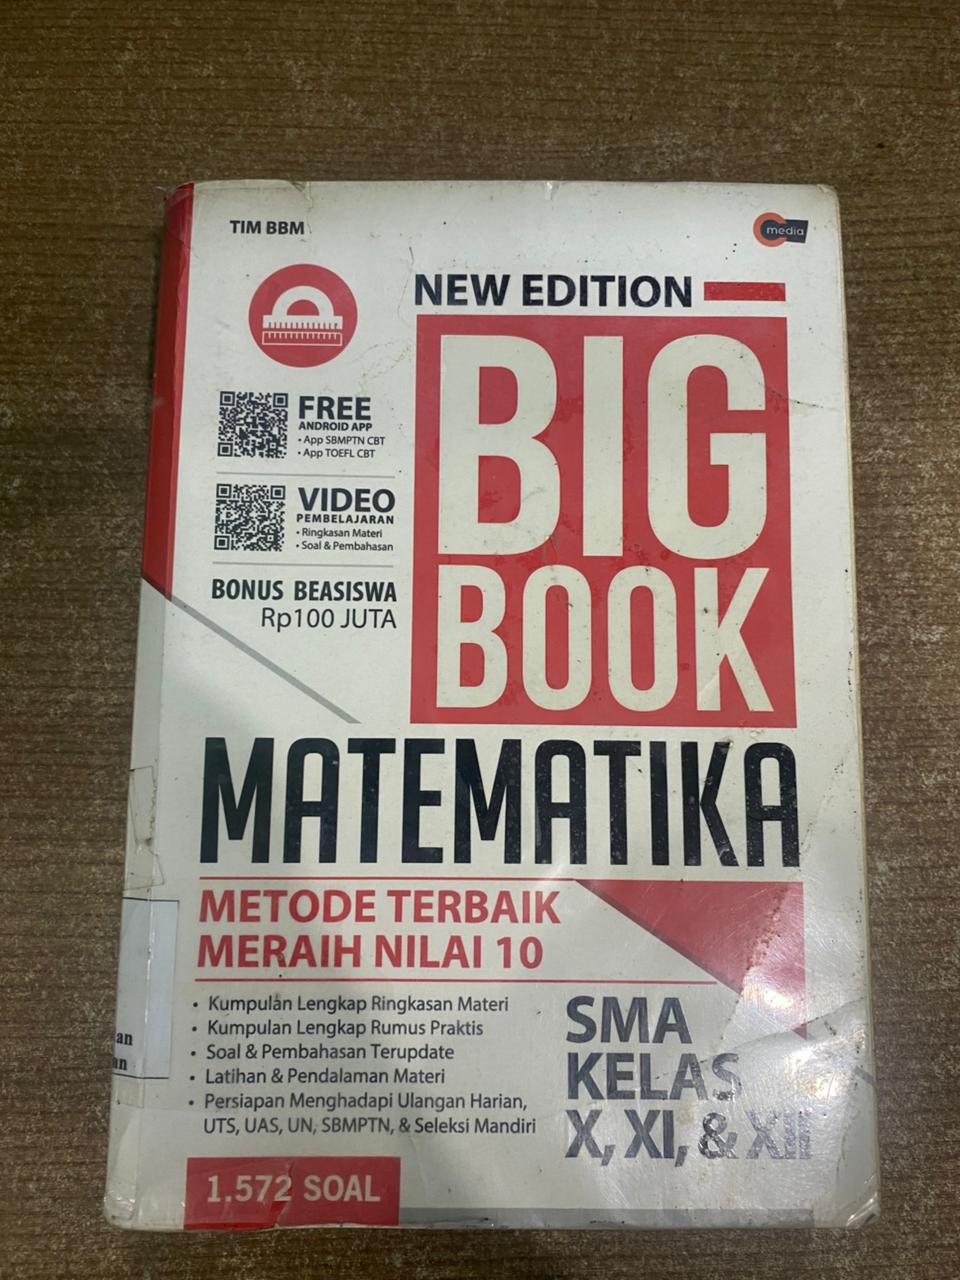 TIM BBM
media
NEW EDITION
BIG
BOOK
FREE
ANDROID APP
• App SBMPTN CBT
• App TOEFL CBT
VIDEO
PEMBELAJARAN
• Ringkasan Materi
• Soal & Pembahasan
BONUS BEASISWA
Rp100 JUTA
MATEMATIKA
METODE TERBAIK
MERAIH NILAI 10
• Kumpulan Lengkap Ringkasan Materi
• Kumpulan Lengkap Rumus Praktis
• Soal & Pembahasan Terupdate
• Latihan & Pendalaman Materi
• Persiapan Menghadapi Ulangan Harian,
UTS, UAS, UN, SBMPTN, & Seleksi Mandiri
SMA
KELAS
X, XI, & XII
1.572 SOAL
an